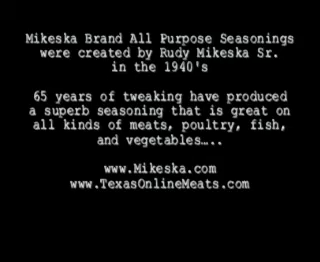 Mikeska Brand All Purpose Seasonings
were created by Rudy Mikeska Sr.
in the 1940's
65 years of tweaking have produced
a superb seasoning that is great on
all kinds of meats, poultry, fish,
and vegetables…..
www.Mikeska.com
www.TexasOnlineMeats.com